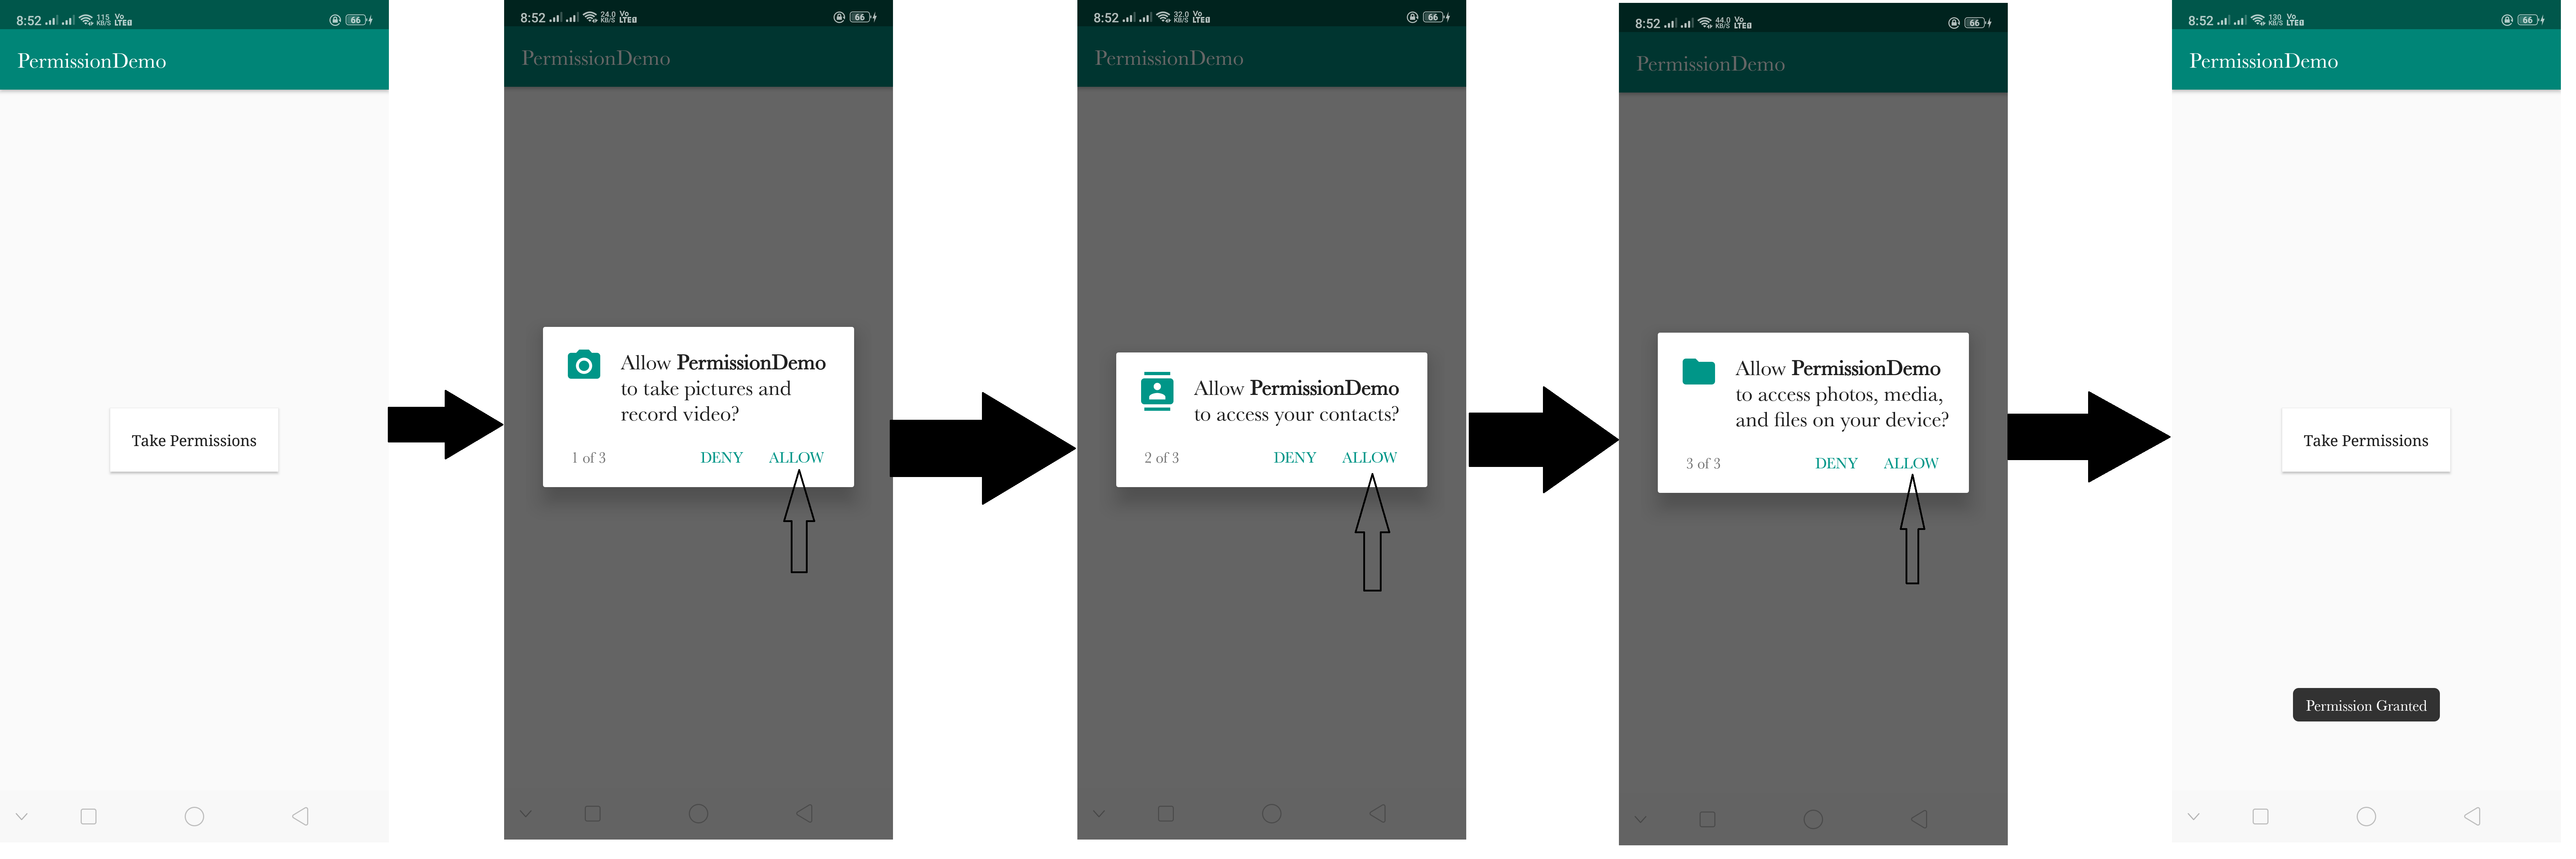 8:52 115 KB/S Vo LTE 66
PermissionDemo
Take Permissions
8:52 24.0 KB/S Vo LTE 66
PermissionDemo
Allow PermissionDemo
to take pictures and
record video?
1 of 3 DENY ALLOW
8:52 32.0 KB/S Vo LTE 66
PermissionDemo
Allow PermissionDemo
to access your contacts?
2 of 3 DENY ALLOW
8:52 44.0 KB/S Vo LTE 66
PermissionDemo
Allow PermissionDemo
to access photos, media,
and files on your device?
3 of 3 DENY ALLOW
8:52 130 KB/S Vo LTE 66
PermissionDemo
Take Permissions
Permission Granted